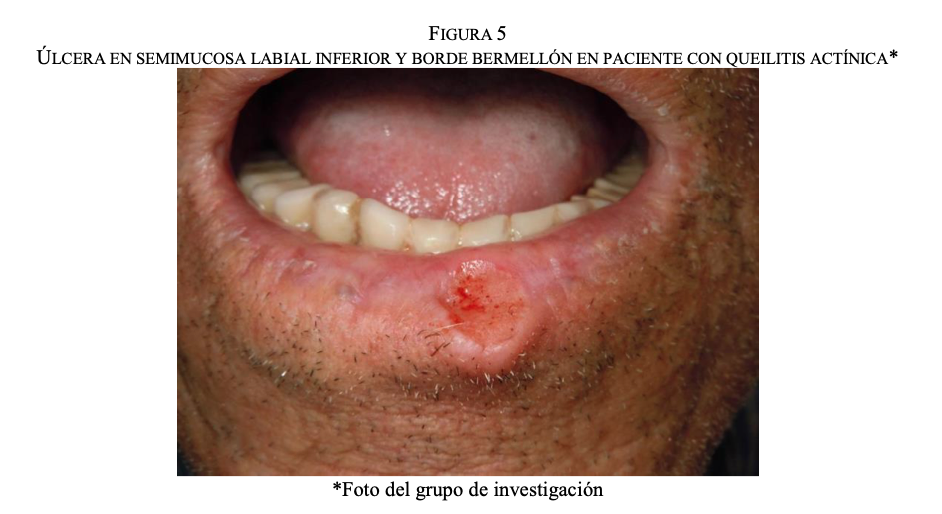 FIGURA 5
ÚLCERA EN SEMIMUCOSA LABIAL INFERIOR Y BORDE BERMELLÓN EN PACIENTE CON QUEILITIS ACTÍNICA*
*Foto del grupo de investigación